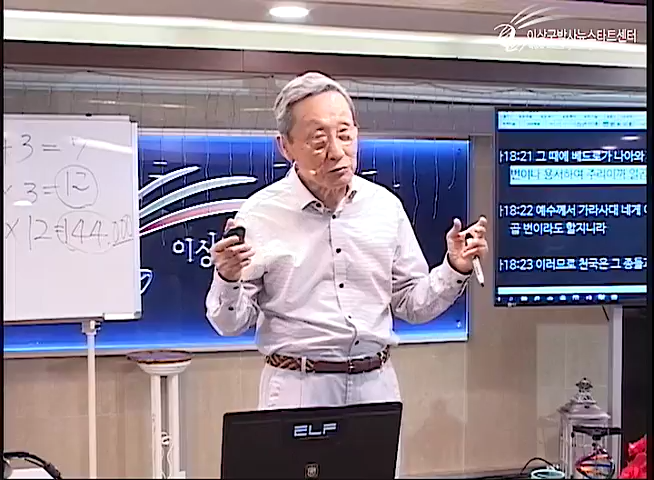 이상구박사뉴스타트센터
+3=7
×3=12
×12=144.000
이상
18:21 그 때에 베드로가 나아와
번이나 용서하여 주리이까
18:22 예수께서 가라사대 네게
곱 번이라도 할지니라
18:23 이러므로 천국은 그 종들과
ELF